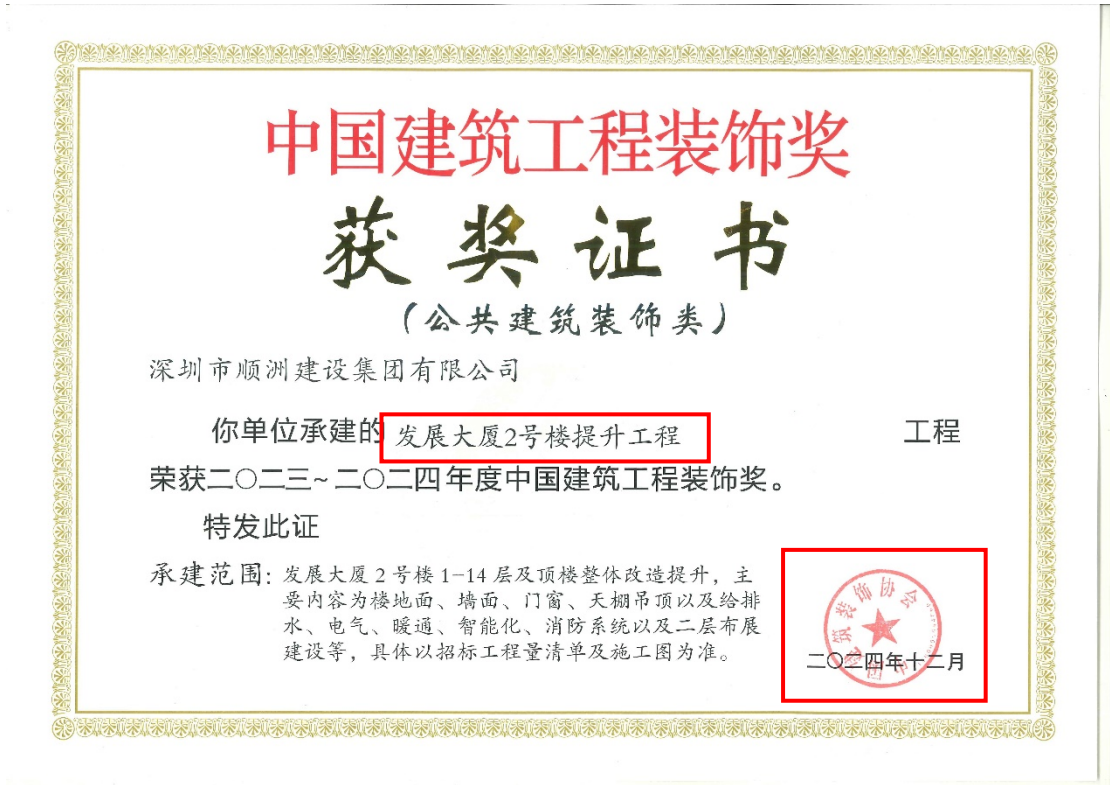 中国建筑工程装饰奖
获奖证书
(公共建筑装饰类)
深圳市顺洲建设集团有限公司
你单位承建的 发展大厦2号楼提升工程 工程
荣获二〇二三~二〇二四年度中国建筑工程装饰奖。
特发此证
承建范围: 发展大厦2号楼1-14层及顶楼整体改造提升，主
要内容为楼地面、墙面、门窗、天棚吊顶以及给排
水、电气、暖通、智能化、消防系统以及二层布展
建设等，具体以招标工程量清单及施工图为准。
中国建筑装饰协会
二〇二四年十二月